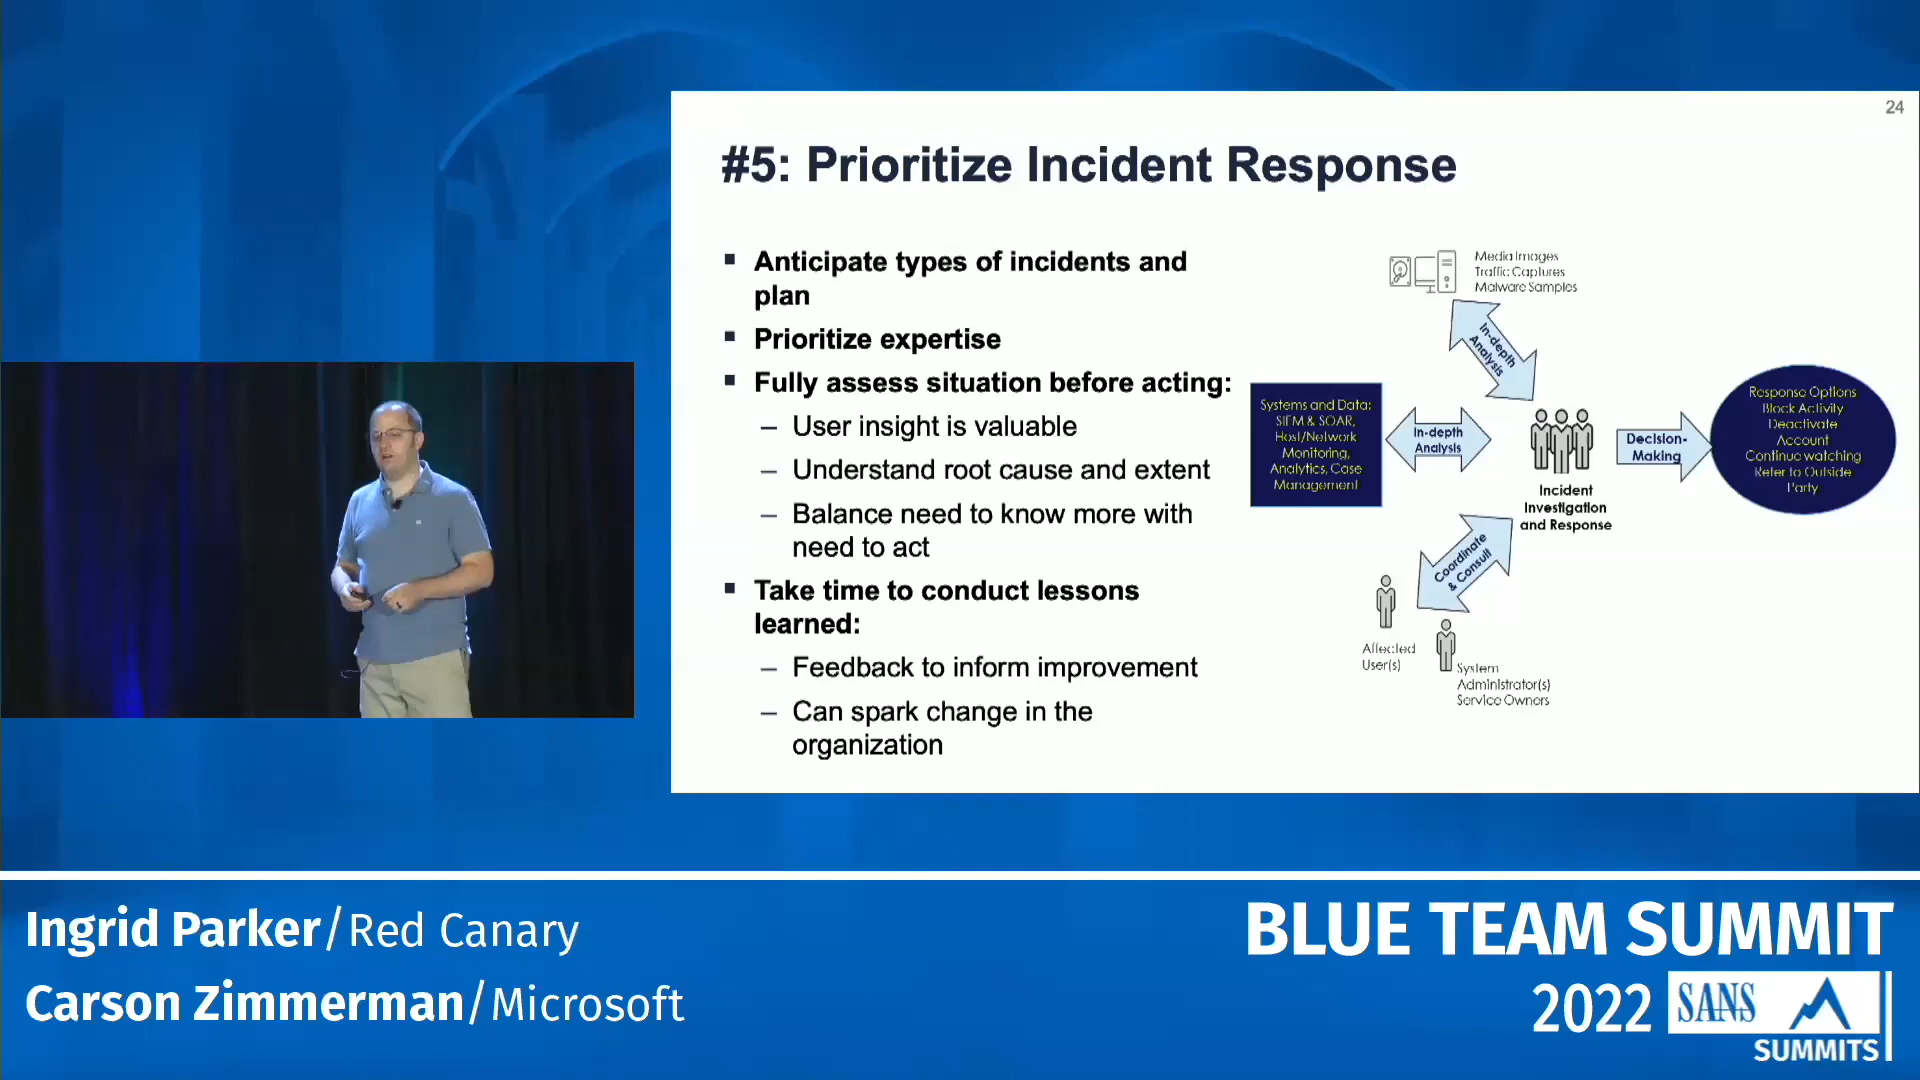 24
#5: Prioritize Incident Response
▪ Anticipate types of incidents and
plan
▪ Prioritize expertise
▪ Fully assess situation before acting:
– User insight is valuable
– Understand root cause and extent
– Balance need to know more with
need to act
▪ Take time to conduct lessons
learned:
– Feedback to inform improvement
– Can spark change in the
organization
Media Images
Traffic Captures
Malware Samples
In-depth
Analysis
Systems and Data:
SIEM & SOAR,
Host/Network
Monitoring,
Analytics, Case
Management
In-depth
Analysis
Incident
Investigation
and Response
Decision-
Making
Response Options
Block Activity
Deactivate
Account
Continue watching
Refer to Outside
Party
Coordinate
& Consult
Affected
User(s)
System
Administrator(s)
Service Owners
Ingrid Parker/Red Canary
Carson Zimmerman/Microsoft
BLUE TEAM SUMMIT
2022
SANS
SUMMITS